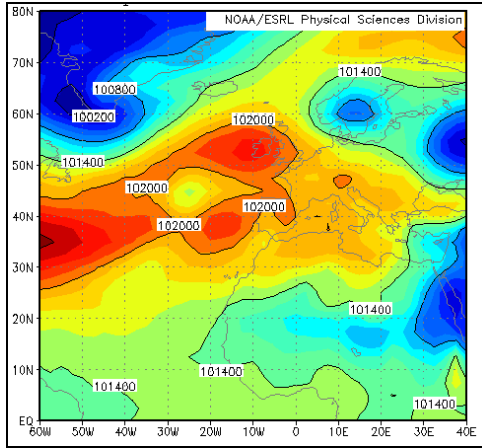 NOAA/ESRL Physical Sciences Division
80N
70N
60N
50N
40N
30N
20N
10N
EQ
101400
100800
100200
102000
101400
102000
102000
102000
101400
101400
101400
101400
60W
50W
40W
30W
20W
10W
0
10E
20E
30E
40E